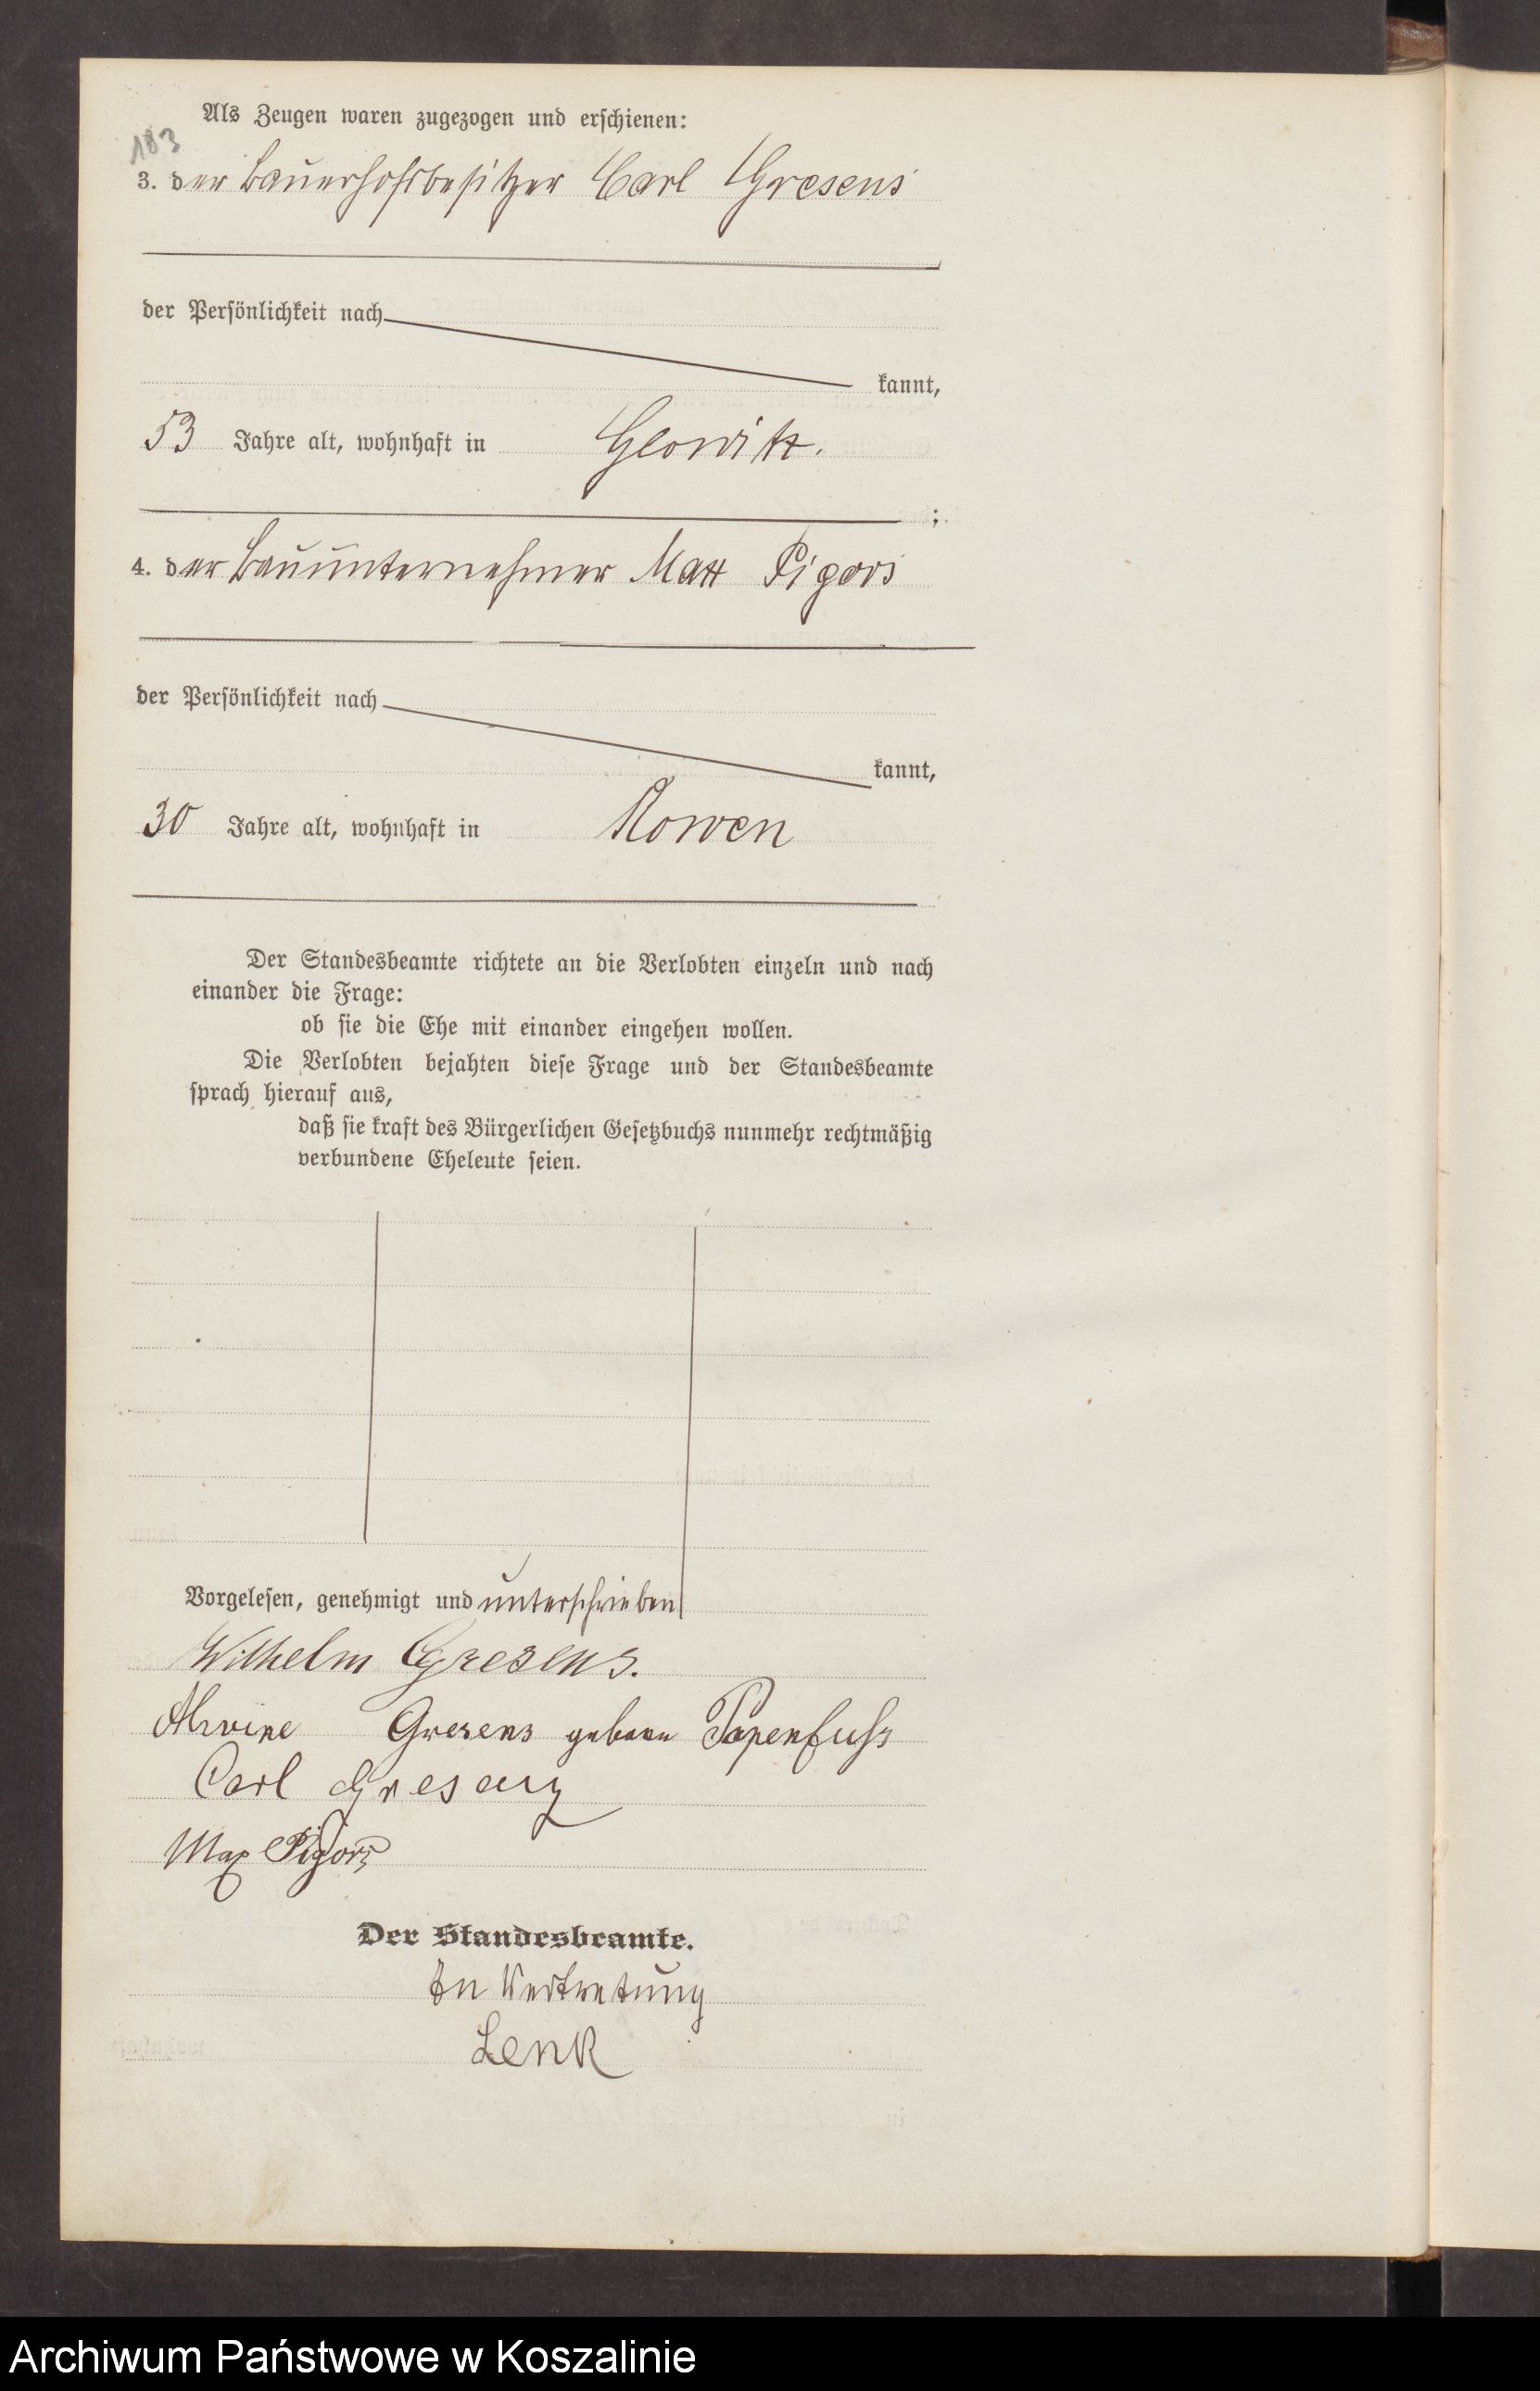 Als Zeugen waren zugezogen und erschienen:
183
3. der Bauerhofsbesitzer Carl Gresens
der Persönlichkeit nach
kannt,
53 Jahre alt, wohnhaft in Glowitz.
;
4. der Bauunternehmer Max Pigors
der Persönlichkeit nach
kannt,
30 Jahre alt, wohnhaft in Rowen
Der Standesbeamte richtete an die Verlobten einzeln und nach
einander die Frage:
ob sie die Ehe mit einander eingehen wollen.
Die Verlobten bejahten diese Frage und der Standesbeamte
sprach hierauf aus,
daß sie kraft des Bürgerlichen Gesetzbuchs nunmehr rechtmäßig
verbundene Eheleute seien.
Vorgelesen, genehmigt und unterschrieben
Wilhelm Gresens.
Alwine Gresens geborn Papenfuß
Carl Gresens
Max Pigors
Der Standesbeamte.
In Vertretung
Lenk
Archiwum Państwowe w Koszalinie